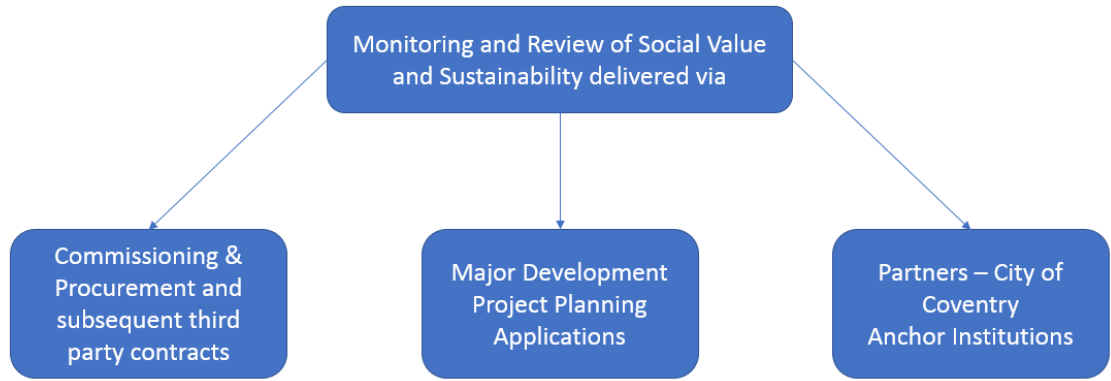 Monitoring and Review of Social Value
and Sustainability delivered via
Commissioning &
Procurement and
subsequent third
party contracts
Major Development
Project Planning
Applications
Partners – City of
Coventry
Anchor Institutions